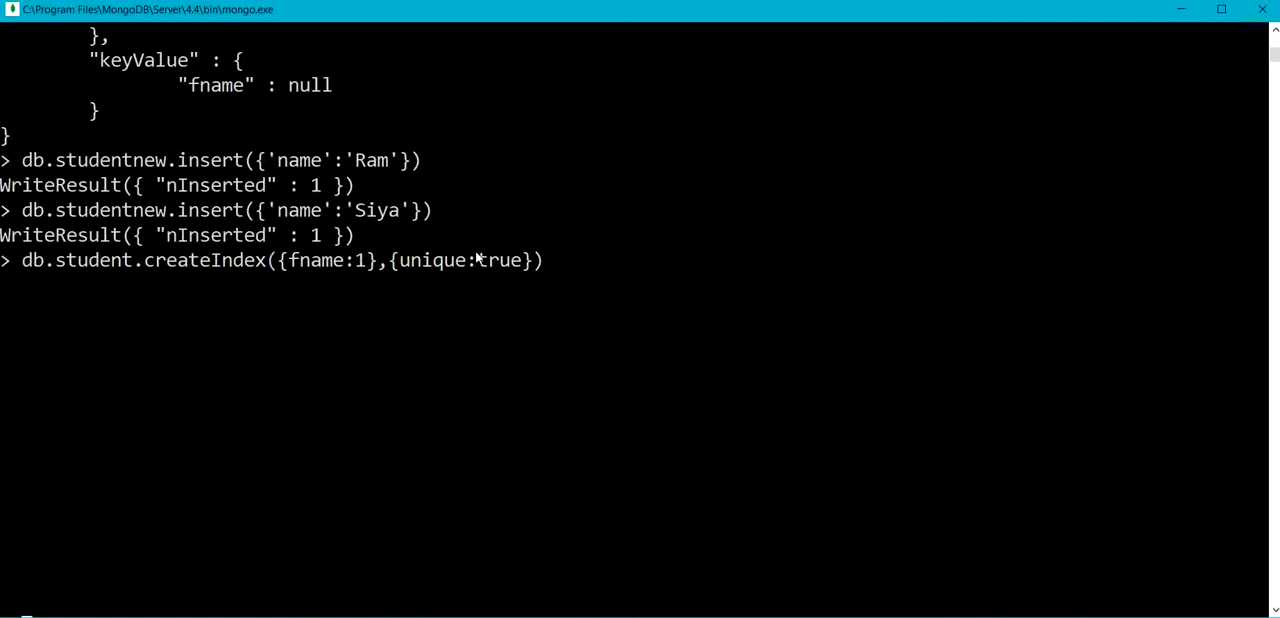 C:\Program Files\MongoDB\Server\4.4\bin\mongo.exe
},
"keyValue" : {
"fname" : null
}
}
> db.studentnew.insert({'name':'Ram'})
WriteResult({ "nInserted" : 1 })
> db.studentnew.insert({'name':'Siya'})
WriteResult({ "nInserted" : 1 })
> db.student.createIndex({fname:1},{unique:true})